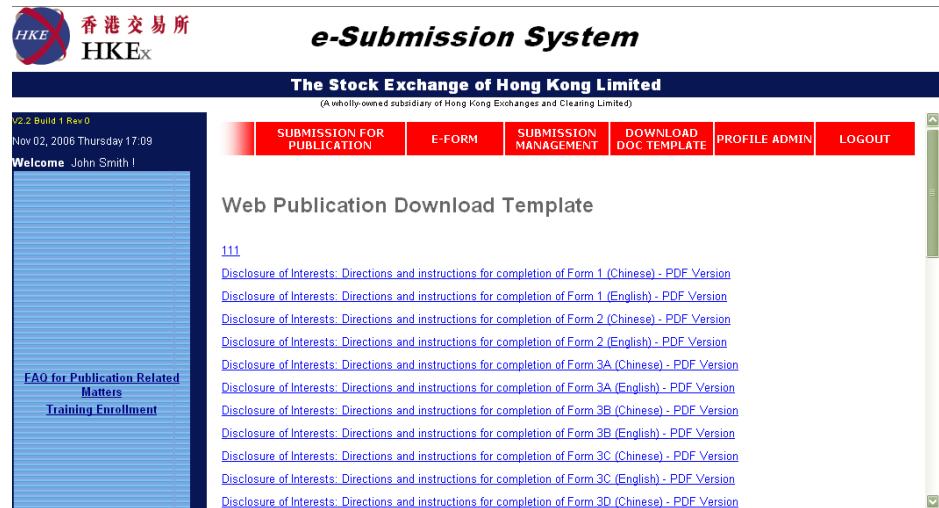 HKE
香港交易所
HKEx
e-Submission System
The Stock Exchange of Hong Kong Limited
(A wholly-owned subsidiary of Hong Kong Exchanges and Clearing Limited)
V2.2 Build 1 Rev 0
Nov 02, 2006 Thursday 17:09
Welcome John Smith !
SUBMISSION FOR
PUBLICATION
E-FORM
SUBMISSION
MANAGEMENT
DOWNLOAD
DOC TEMPLATE
PROFILE ADMIN
LOGOUT
FAQ for Publication Related
Matters
Training Enrollment
Web Publication Download Template
111
Disclosure of Interests: Directions and instructions for completion of Form 1 (Chinese) - PDF Version
Disclosure of Interests: Directions and instructions for completion of Form 1 (English) - PDF Version
Disclosure of Interests: Directions and instructions for completion of Form 2 (Chinese) - PDF Version
Disclosure of Interests: Directions and instructions for completion of Form 2 (English) - PDF Version
Disclosure of Interests: Directions and instructions for completion of Form 3A (Chinese) - PDF Version
Disclosure of Interests: Directions and instructions for completion of Form 3A (English) - PDF Version
Disclosure of Interests: Directions and instructions for completion of Form 3B (Chinese) - PDF Version
Disclosure of Interests: Directions and instructions for completion of Form 3B (English) - PDF Version
Disclosure of Interests: Directions and instructions for completion of Form 3C (Chinese) - PDF Version
Disclosure of Interests: Directions and instructions for completion of Form 3C (English) - PDF Version
Disclosure of Interests: Directions and instructions for completion of Form 3D (Chinese) - PDF Version